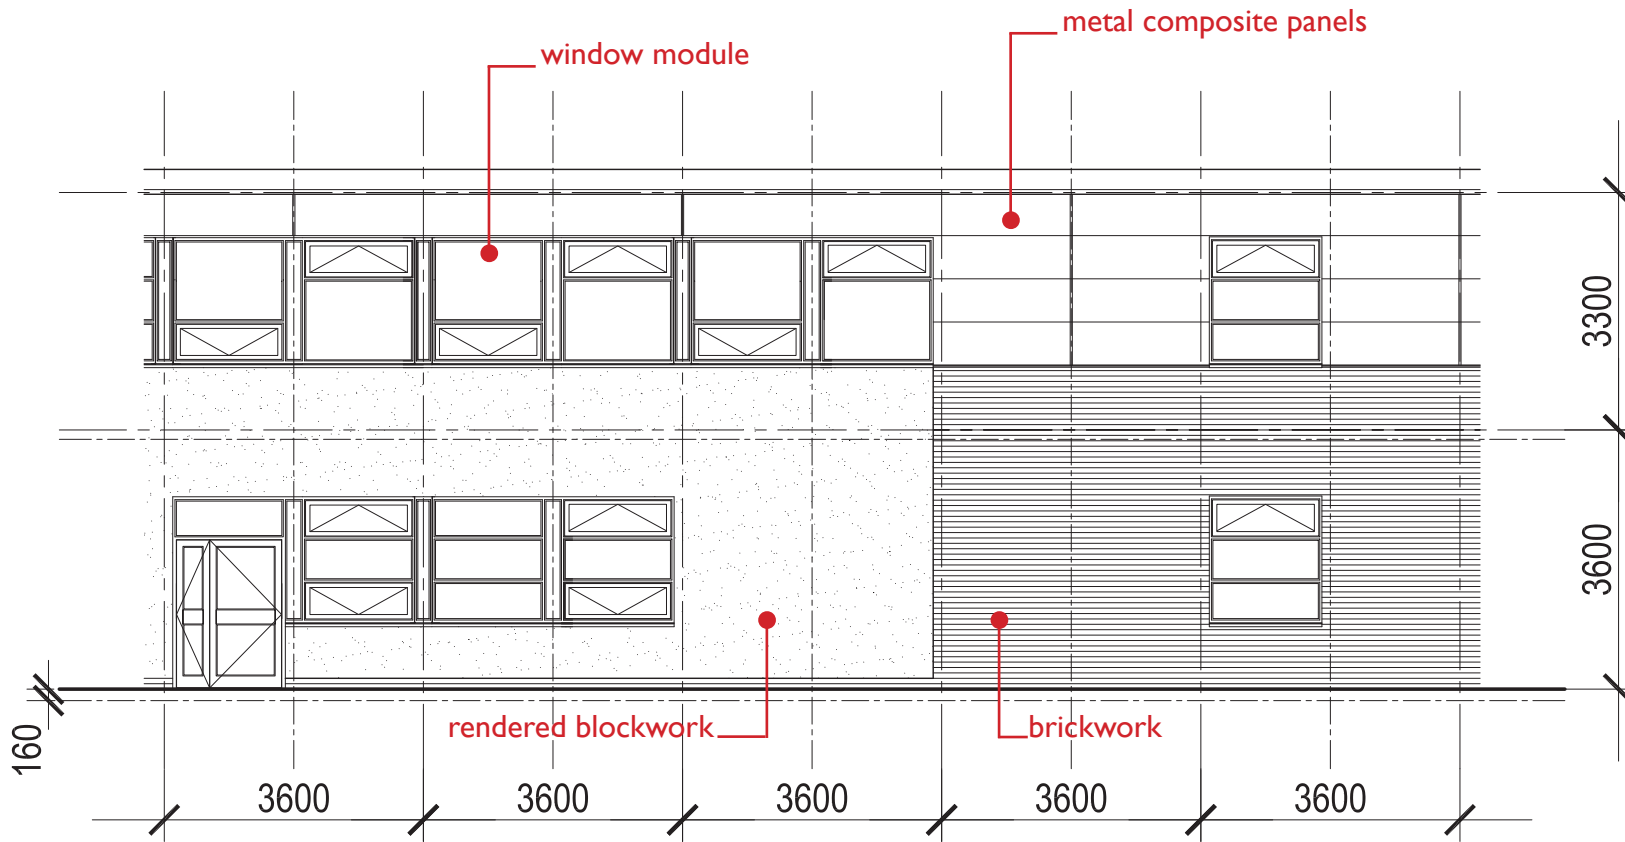 metal composite panels
window module
3300
3600
160
rendered blockwork
brickwork
3600
3600
3600
3600
3600